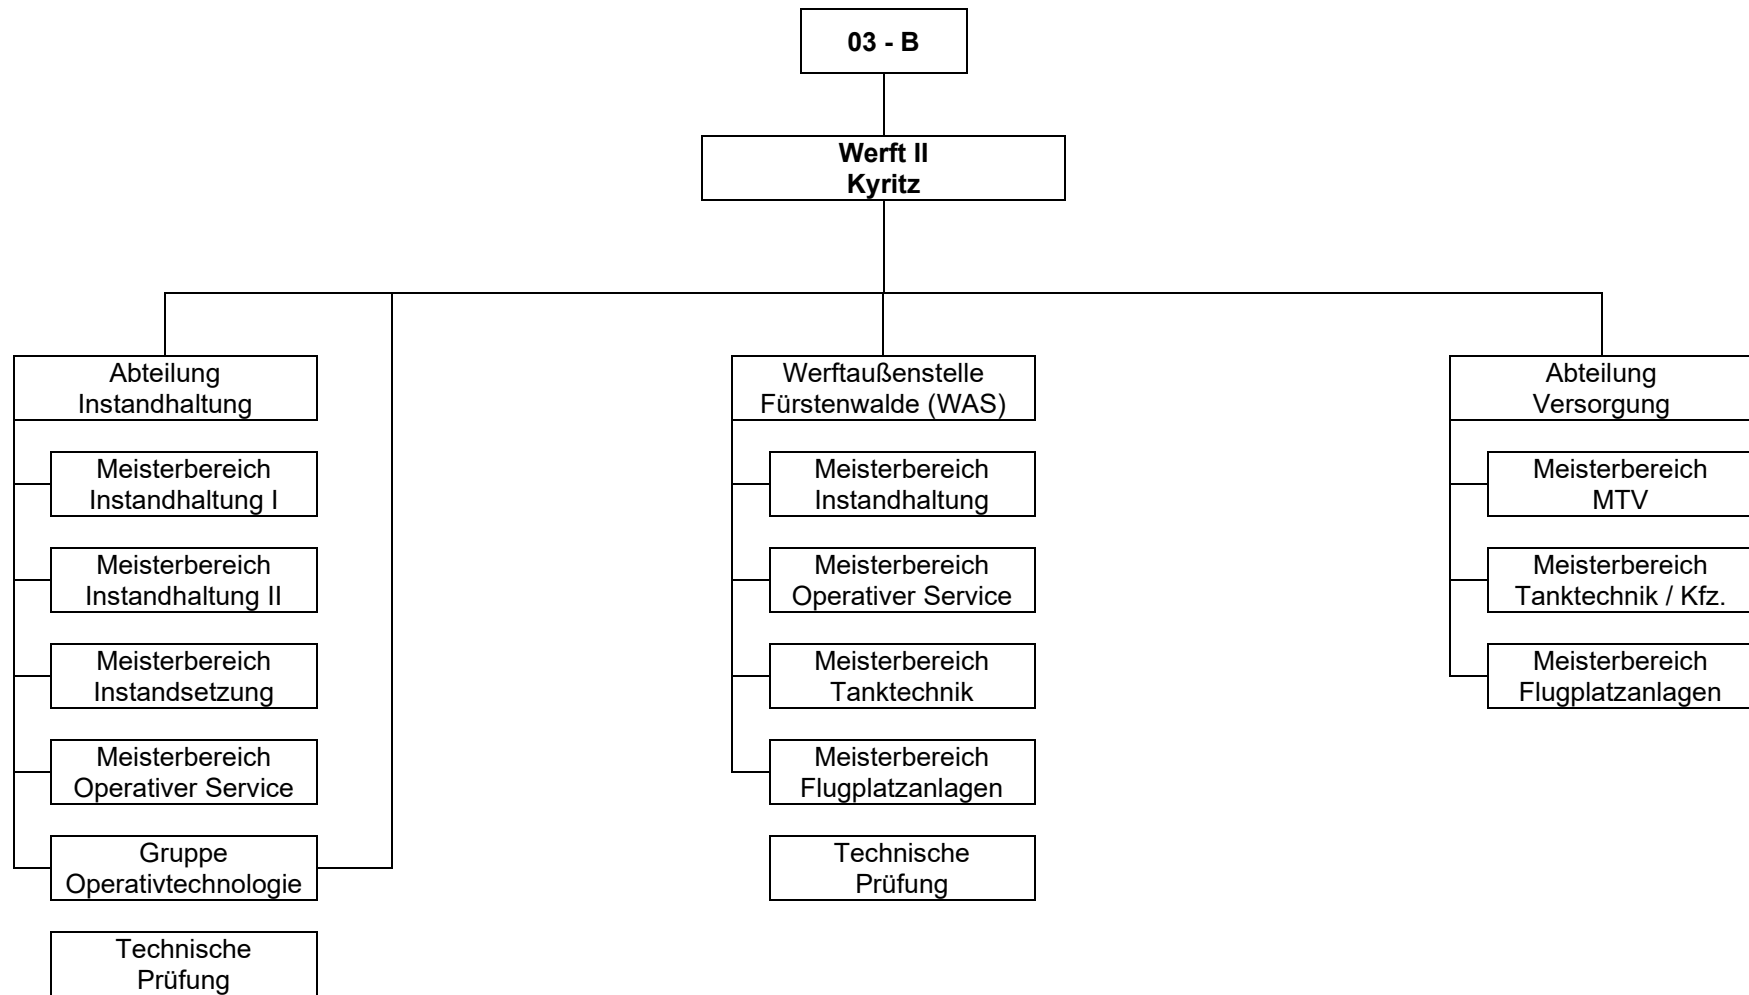 03 - B
Werft II
Kyritz
Abteilung
Instandhaltung
Meisterbereich
Instandhaltung I
Meisterbereich
Instandhaltung II
Meisterbereich
Instandsetzung
Meisterbereich
Operativer Service
Gruppe
Operativtechnologie
Technische
Prüfung
Werftaußenstelle
Fürstenwalde (WAS)
Meisterbereich
Instandhaltung
Meisterbereich
Operativer Service
Meisterbereich
Tanktechnik
Meisterbereich
Flugplatzanlagen
Technische
Prüfung
Abteilung
Versorgung
Meisterbereich
MTV
Meisterbereich
Tanktechnik / Kfz.
Meisterbereich
Flugplatzanlagen